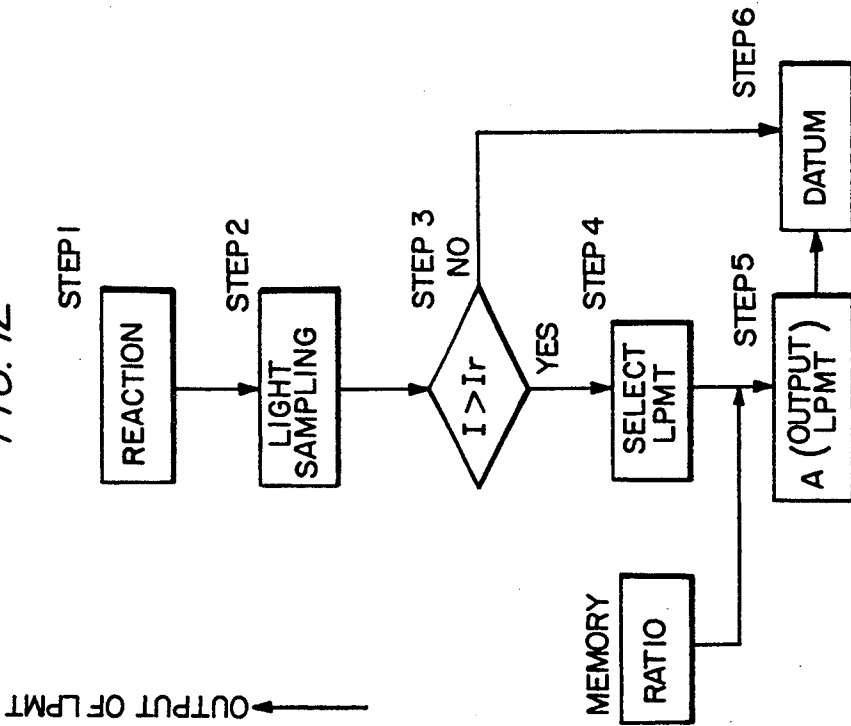 FIG. 12
STEP 1
REACTION
STEP 2
LIGHT
SAMPLING
STEP 3
I > Ir
NO
YES
STEP 4
SELECT
LPMT
MEMORY
RATIO
STEP 5
A (OUTPUT)
LPMT
STEP 6
DATUM
OUTPUT OF LPMT